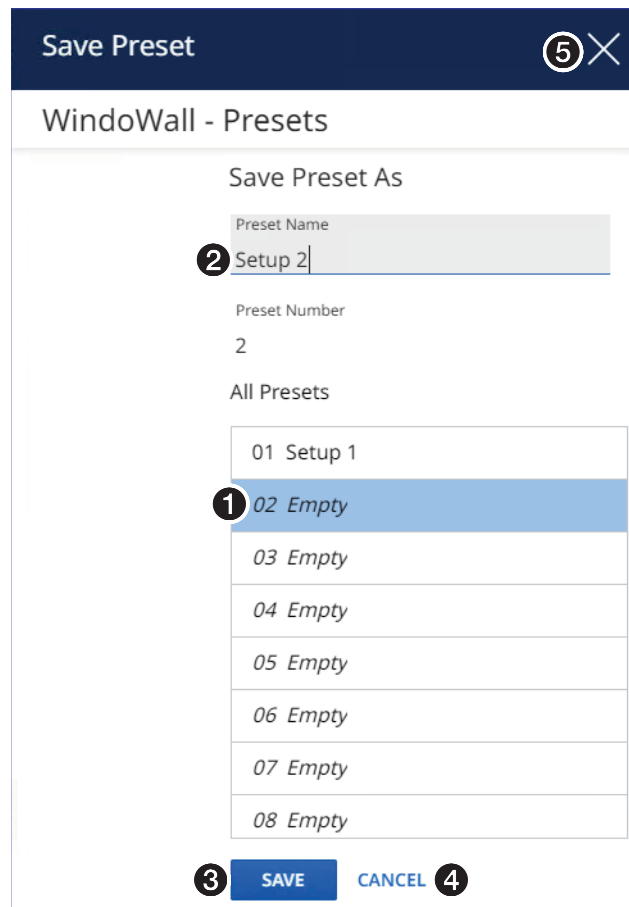 Save Preset 5
WindoWall - Presets
Save Preset As
Preset Name
2 Setup 2
Preset Number
2
All Presets
01 Setup 1
1 02 Empty
03 Empty
04 Empty
05 Empty
06 Empty
07 Empty
08 Empty
3 SAVE CANCEL 4